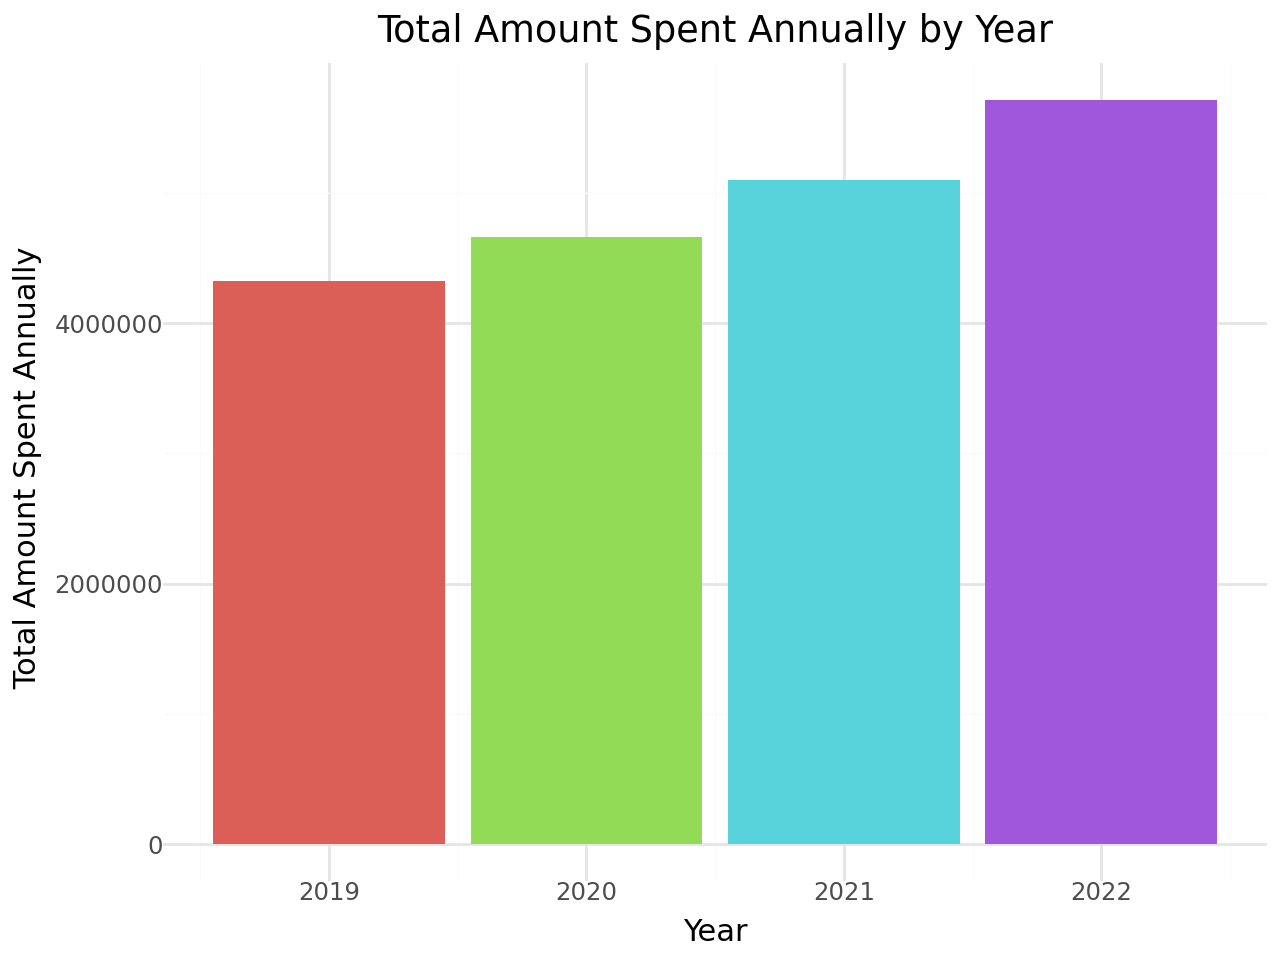 Total Amount Spent Annually by Year
Total Amount Spent Annually
4000000
2000000
0
2019 2020 2021 2022
Year